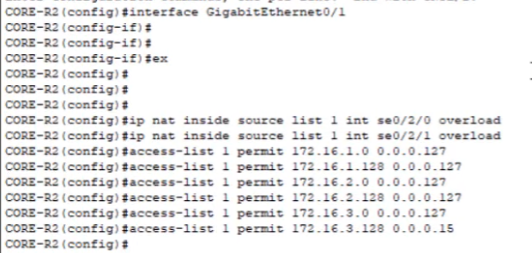 CORE-R2(config)#interface GigabitEthernet0/1
CORE-R2(config-if)#
CORE-R2(config-if)#
CORE-R2(config-if)#ex
CORE-R2(config)#
CORE-R2(config)#
CORE-R2(config)#
CORE-R2(config)#ip nat inside source list 1 int se0/2/0 overload
CORE-R2(config)#ip nat inside source list 1 int se0/2/1 overload
CORE-R2(config)#access-list 1 permit 172.16.1.0 0.0.0.127
CORE-R2(config)#access-list 1 permit 172.16.1.128 0.0.0.127
CORE-R2(config)#access-list 1 permit 172.16.2.0 0.0.0.127
CORE-R2(config)#access-list 1 permit 172.16.2.128 0.0.0.127
CORE-R2(config)#access-list 1 permit 172.16.3.0 0.0.0.127
CORE-R2(config)#access-list 1 permit 172.16.3.128 0.0.0.15
CORE-R2(config)#